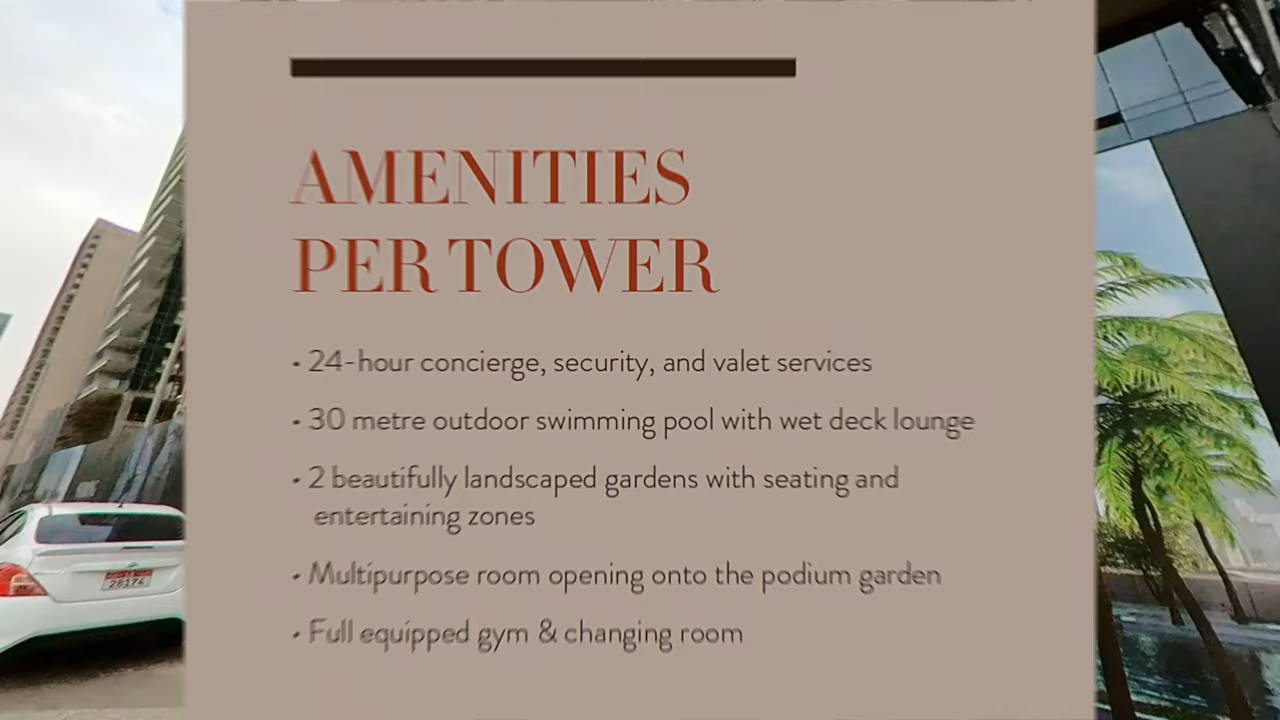 AMENITIES
PER TOWER
• 24-hour concierge, security, and valet services
• 30 metre outdoor swimming pool with wet deck lounge
• 2 beautifully landscaped gardens with seating and
entertaining zones
• Multipurpose room opening onto the podium garden
• Full equipped gym & changing room
28174